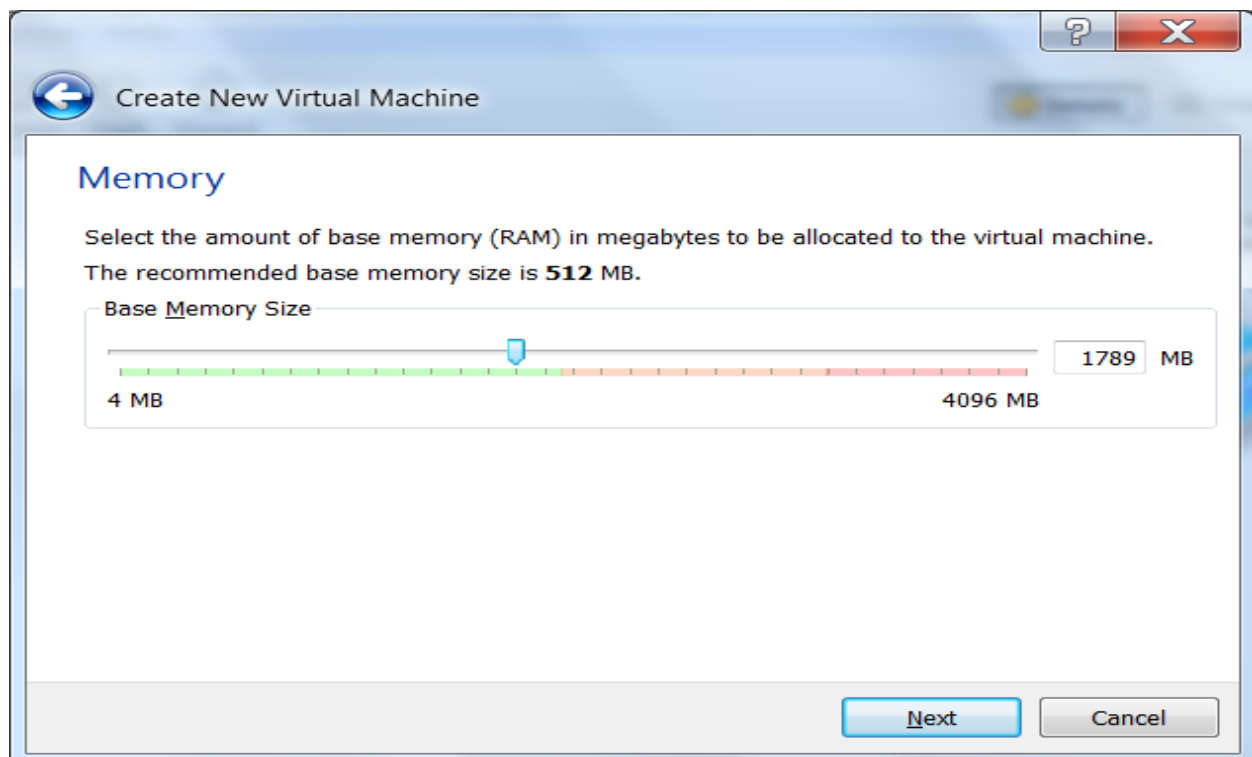 Create New Virtual Machine
Memory
Select the amount of base memory (RAM) in megabytes to be allocated to the virtual machine.
The recommended base memory size is 512 MB.
Base Memory Size
1789 MB
4 MB 4096 MB
Next Cancel